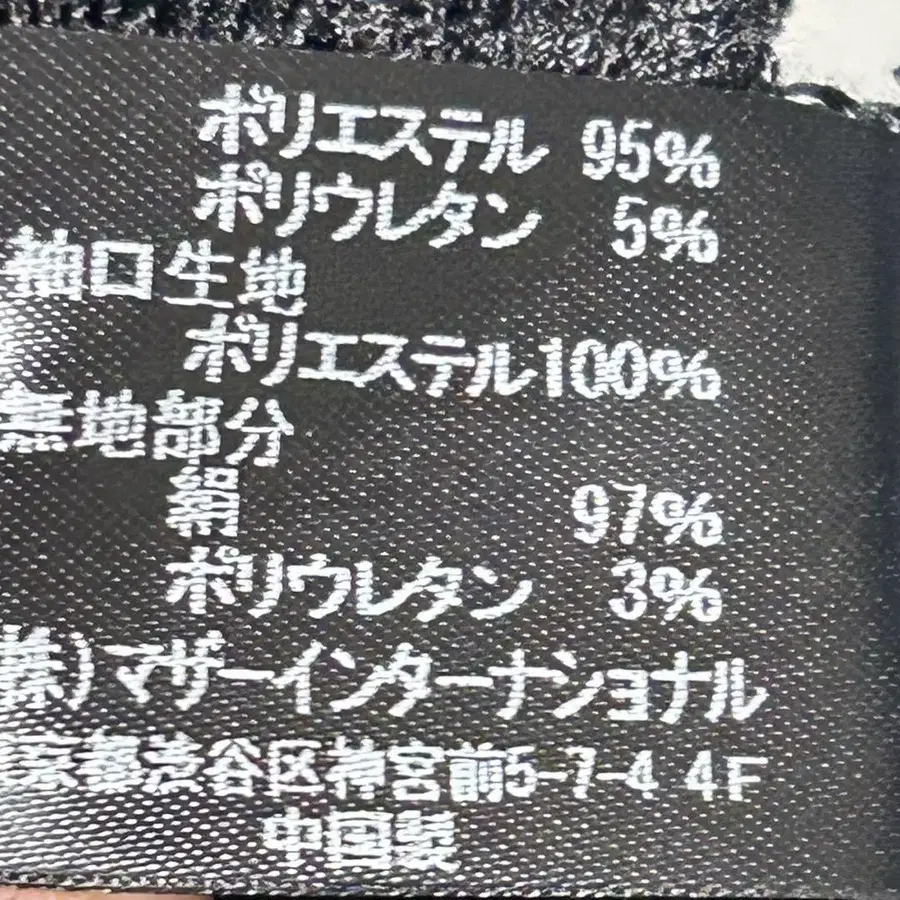 ポリエステル 95%
ポリウレタン 5%
袖口生地
ポリエステル100%
無地部分
絹 97%
ポリウレタン 3%
(株)マザーインターナショナル
東京都渋谷区神宮前5-7-4 4F
中国製